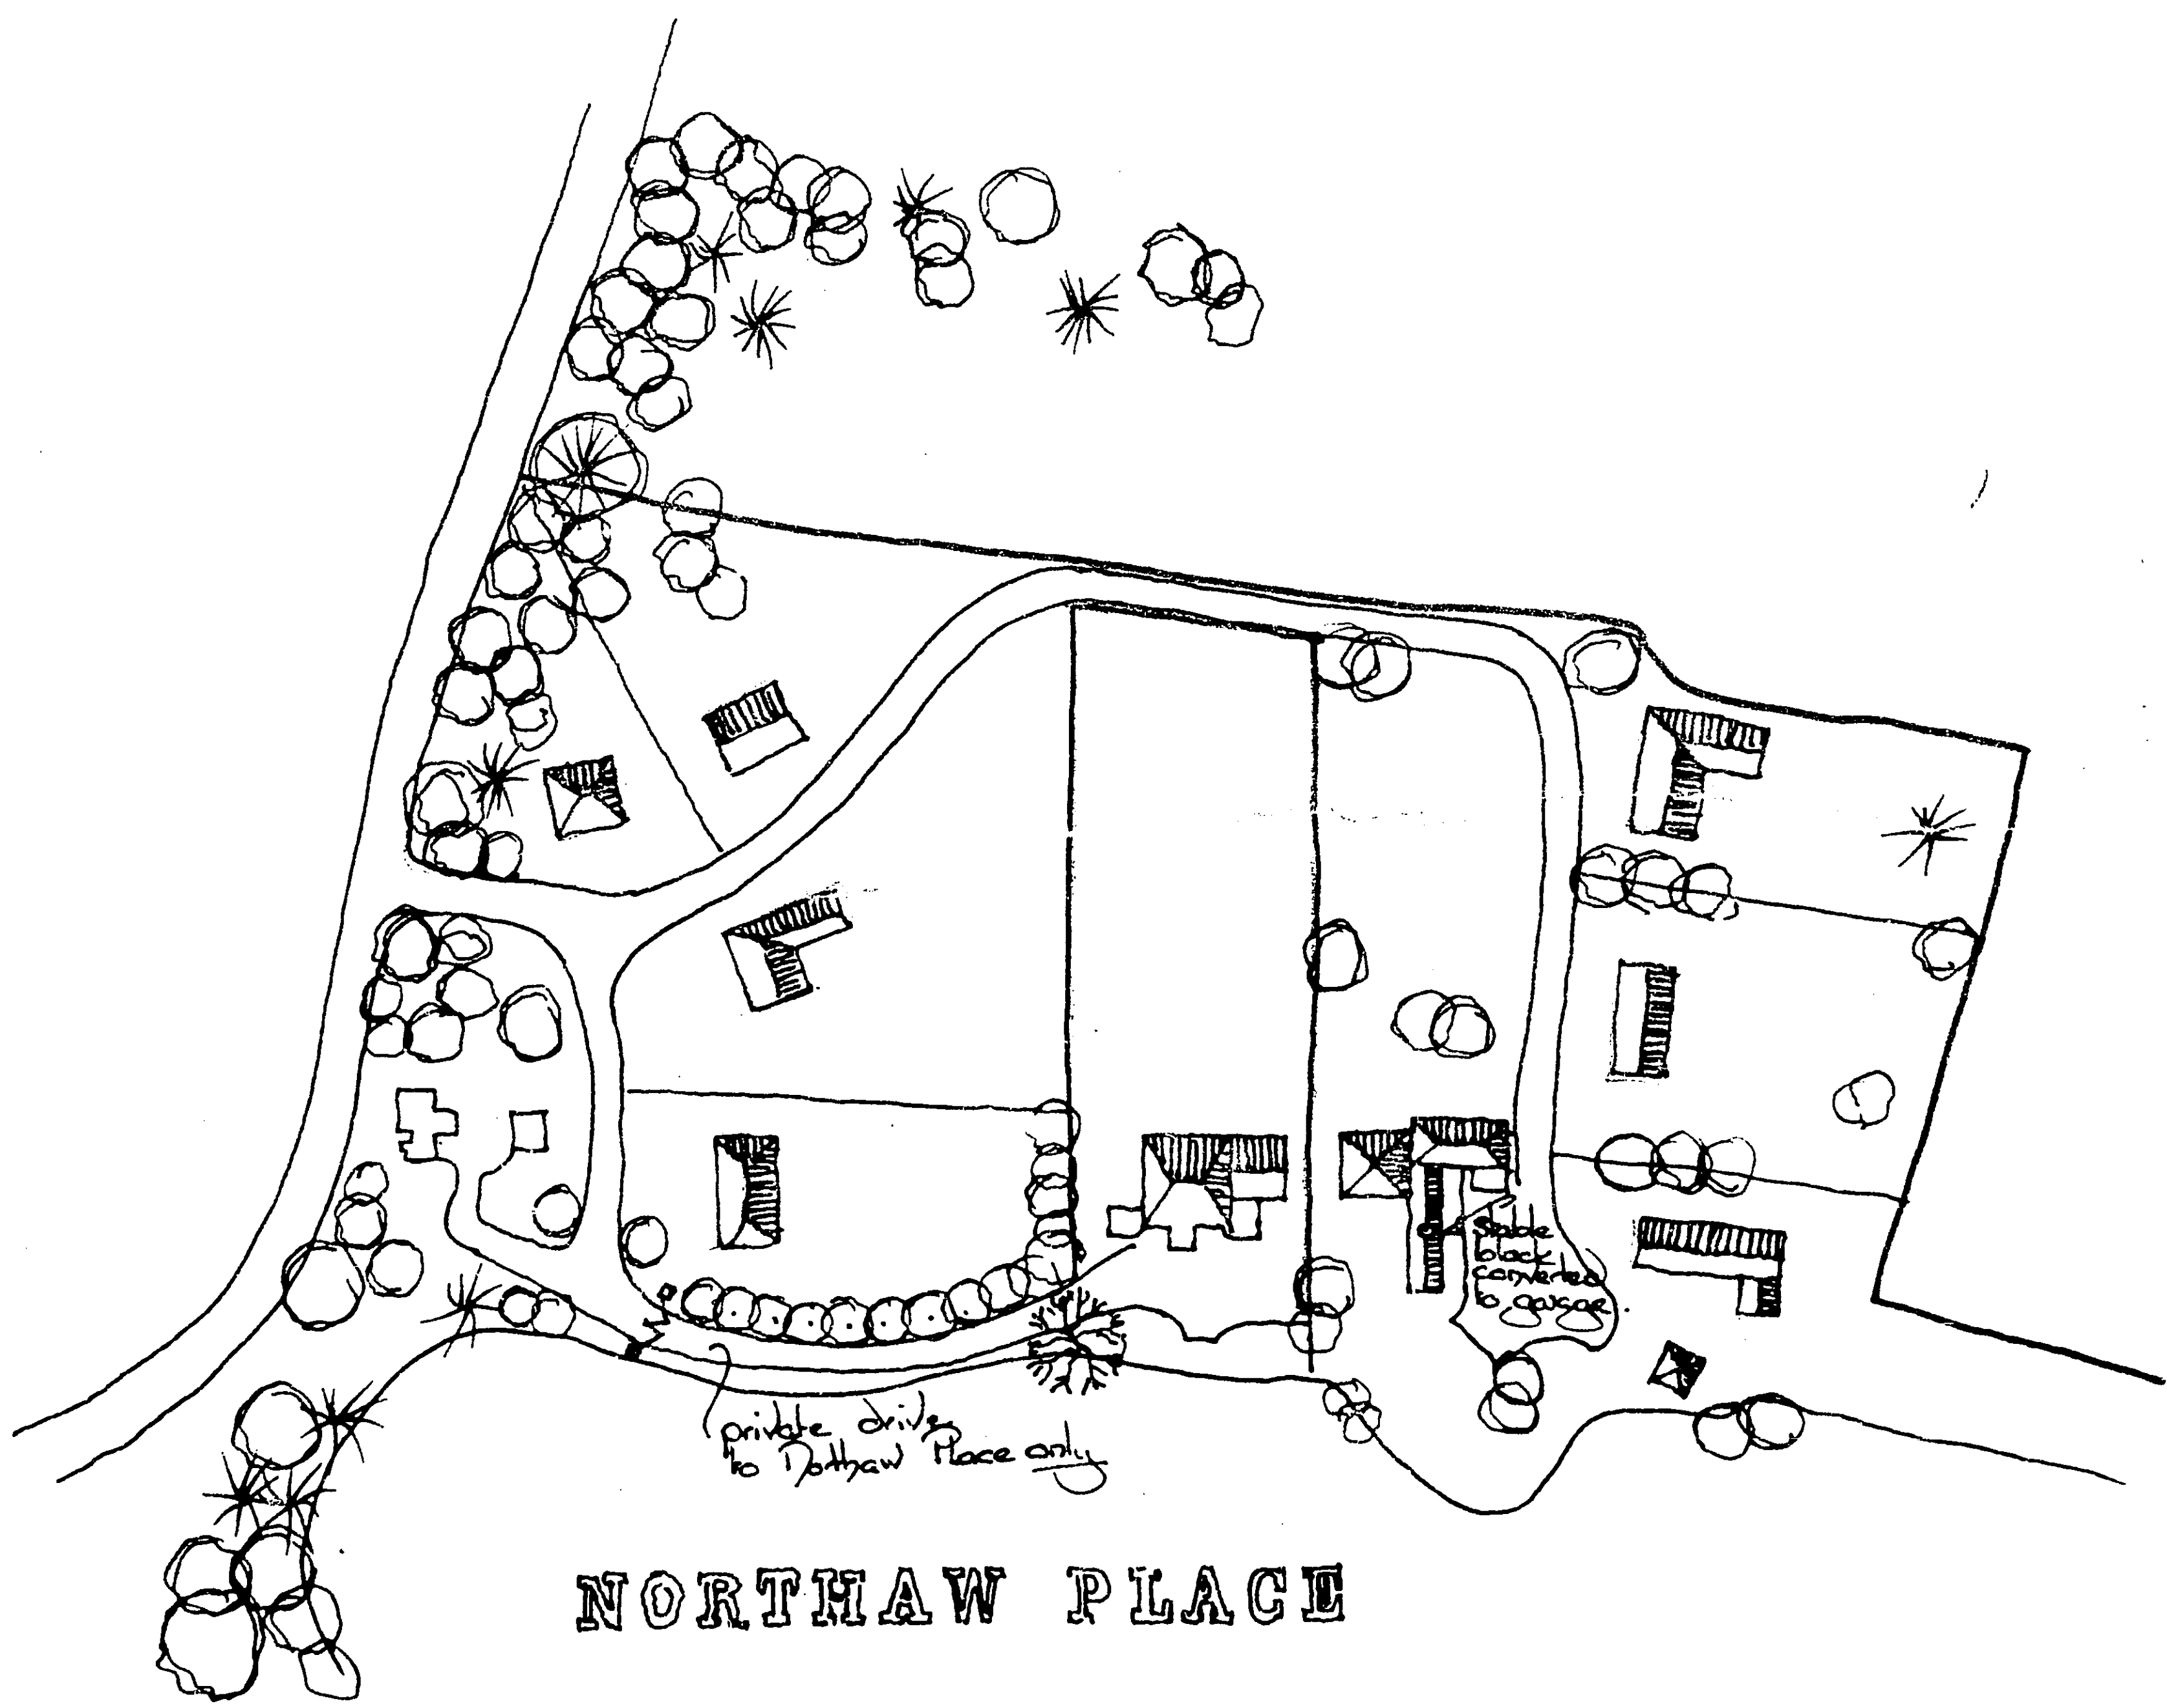 Stable
block
converted
to garage.
private drive
to Northaw Place only
NORTHAW PLACE